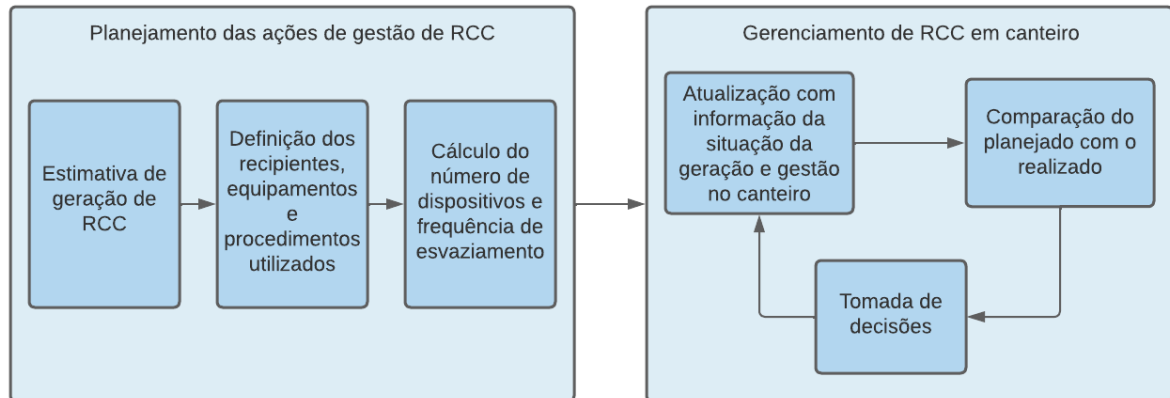 Planejamento das ações de gestão de RCC
Estimativa de
geração de
RCC
Definição dos
recipientes,
equipamentos
e
procedimentos
utilizados
Cálculo do
número de
dispositivos e
frequência de
esvaziamento
Gerenciamento de RCC em canteiro
Atualização com
informação da
situação da
geração e gestão
no canteiro
Comparação do
planejado com o
realizado
Tomada de
decisões